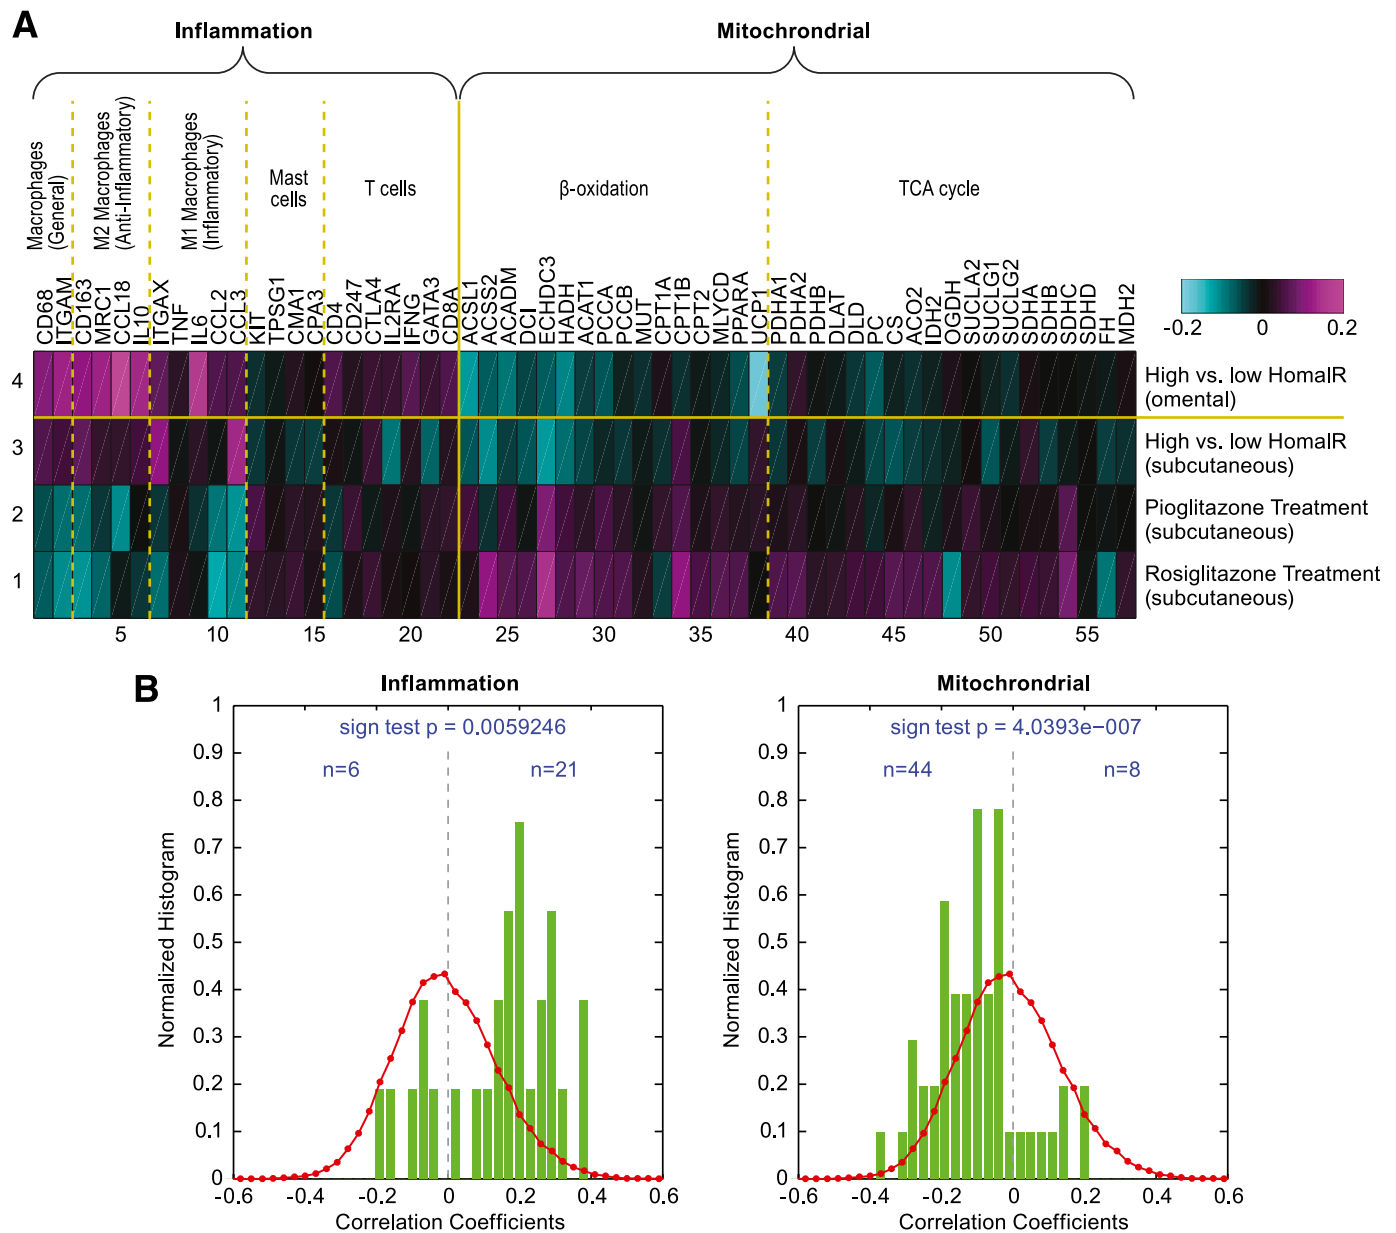 A
Inflammation
Mitochrondrial
Macrophages
(General)
M2 Macrophages
(Anti-Inflammatory)
M1 Macrophages
(Inflammatory)
Mast
cells
T cells
β-oxidation
TCA cycle
CD68
ITGAM
CD163
MRC1
CCL18
IL10
ITGAX
TNF
IL6
CCL2
CCL3
KIT
TPSG1
CMA1
CPA3
CD4
CD247
CTLA4
IL2RA
IFNG
GATA3
CD8A
ACSL1
ACSS2
ACADM
DCI
ECHDC3
HADH
ACAT1
PCCA
PCCB
MUT
CPT1A
CPT1B
CPT2
MLYCD
PPARA
UCP1
PDHA1
PDHA2
PDHB
DLAT
DLD
PC
CS
ACO2
IDH2
OGDH
SUCLA2
SUCLG1
SUCLG2
SDHA
SDHB
SDHC
SDHD
FH
MDH2
-0.2 0 0.2
4
High vs. low HomaIR
(omental)
3
High vs. low HomaIR
(subcutaneous)
2
Pioglitazone Treatment
(subcutaneous)
1
Rosiglitazone Treatment
(subcutaneous)
5 10 15 20 25 30 35 40 45 50 55
B
Inflammation
sign test p = 0.0059246
n=6 n=21
Normalized Histogram
1
0.9
0.8
0.7
0.6
0.5
0.4
0.3
0.2
0.1
0
-0.6 -0.4 -0.2 0 0.2 0.4 0.6
Correlation Coefficients
Mitochrondrial
sign test p = 4.0393e−007
n=44 n=8
Normalized Histogram
1
0.9
0.8
0.7
0.6
0.5
0.4
0.3
0.2
0.1
0
-0.6 -0.4 -0.2 0 0.2 0.4 0.6
Correlation Coefficients